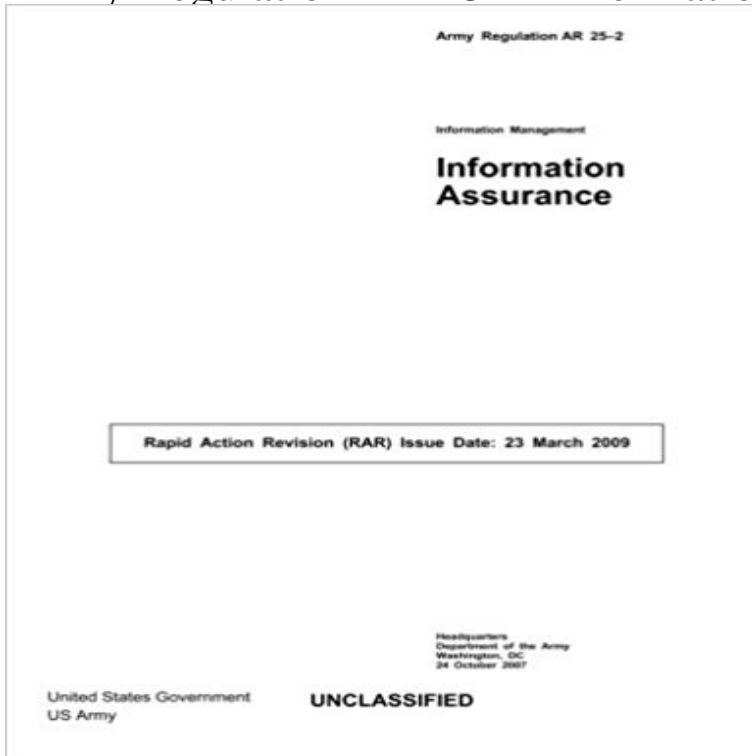 Army Regulation AR 25–2
Information Management
Information
Assurance
Rapid Action Revision (RAR) Issue Date: 23 March 2009
Headquarters
Department of the Army
Washington, DC
24 October 2007
United States Government
US Army
UNCLASSIFIED